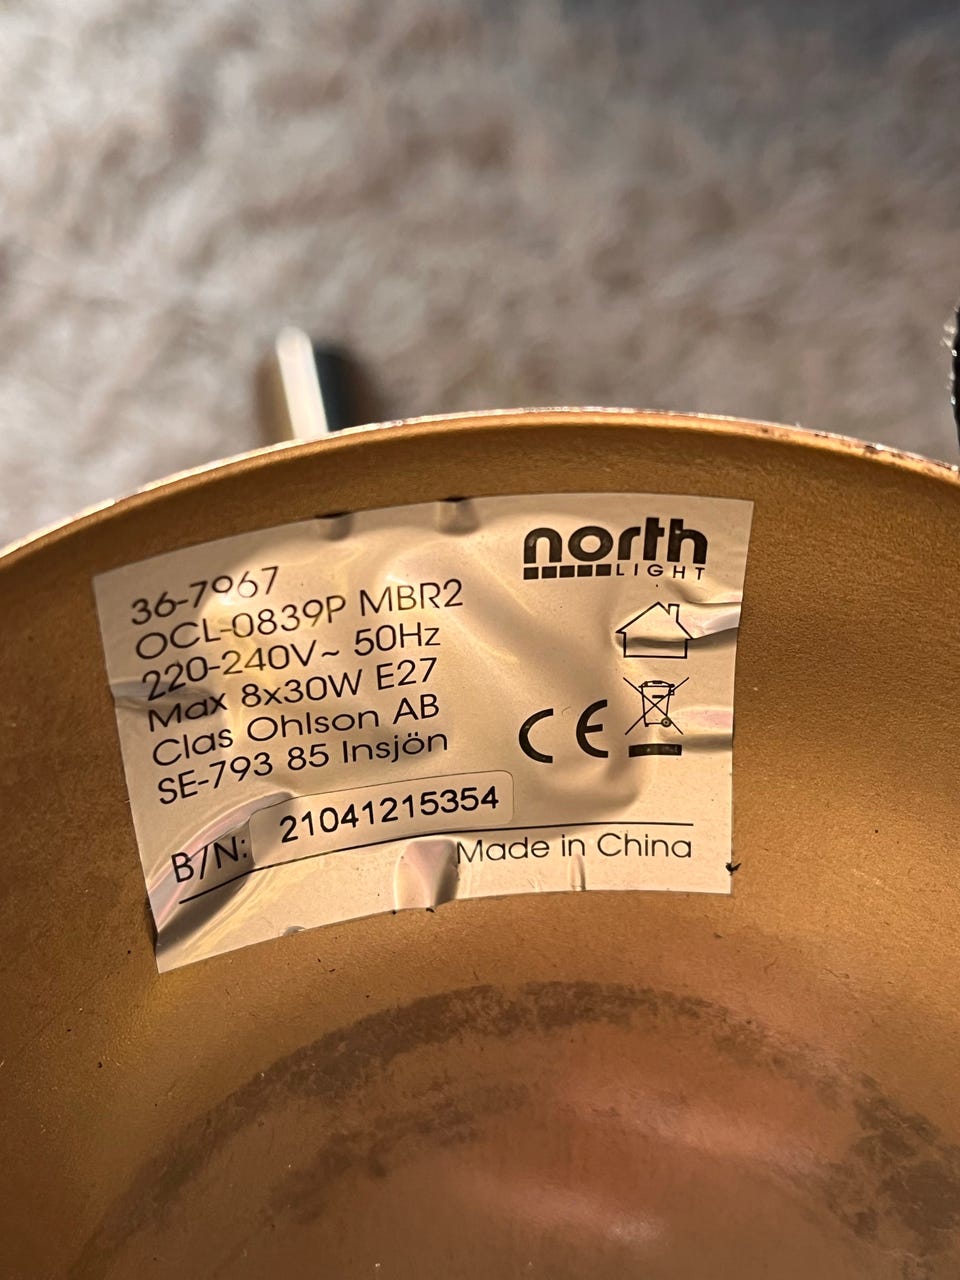 36-7967
OCL-0839P MBR2
220-240V~ 50Hz
Max 8x30W E27
Clas Ohlson AB
SE-793 85 Insjön
north
LIGHT
CE
B/N: 21041215354
Made in China